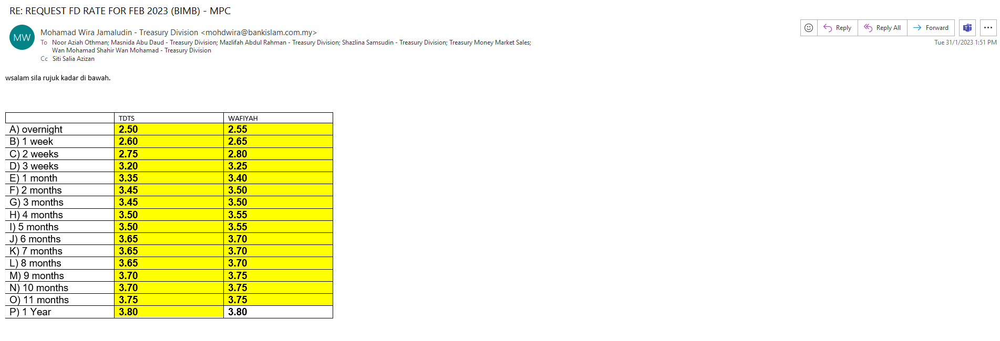 RE: REQUEST FD RATE FOR FEB 2023 (BIMB) - MPC
MW
Mohamad Wira Jamaludin - Treasury Division <mohdwira@bankislam.com.my>
To Noor Aziah Othman; Masnida Abu Daud - Treasury Division; Mazlifah Abdul Rahman - Treasury Division; Shazlina Samsudin - Treasury Division; Treasury Money Market Sales;
Wan Mohamad Shahir Wan Mohamad - Treasury Division
Cc Siti Salia Azizan
Reply Reply All Forward
Tue 31/1/2023 1:51 PM
wsalam sila rujuk kadar di bawah.
TDTS WAFIYAH
A) overnight 2.50 2.55
B) 1 week 2.60 2.65
C) 2 weeks 2.75 2.80
D) 3 weeks 3.20 3.25
E) 1 month 3.35 3.40
F) 2 months 3.45 3.50
G) 3 months 3.45 3.50
H) 4 months 3.50 3.55
I) 5 months 3.50 3.55
J) 6 months 3.65 3.70
K) 7 months 3.65 3.70
L) 8 months 3.65 3.70
M) 9 months 3.70 3.75
N) 10 months 3.70 3.75
O) 11 months 3.75 3.75
P) 1 Year 3.80 3.80